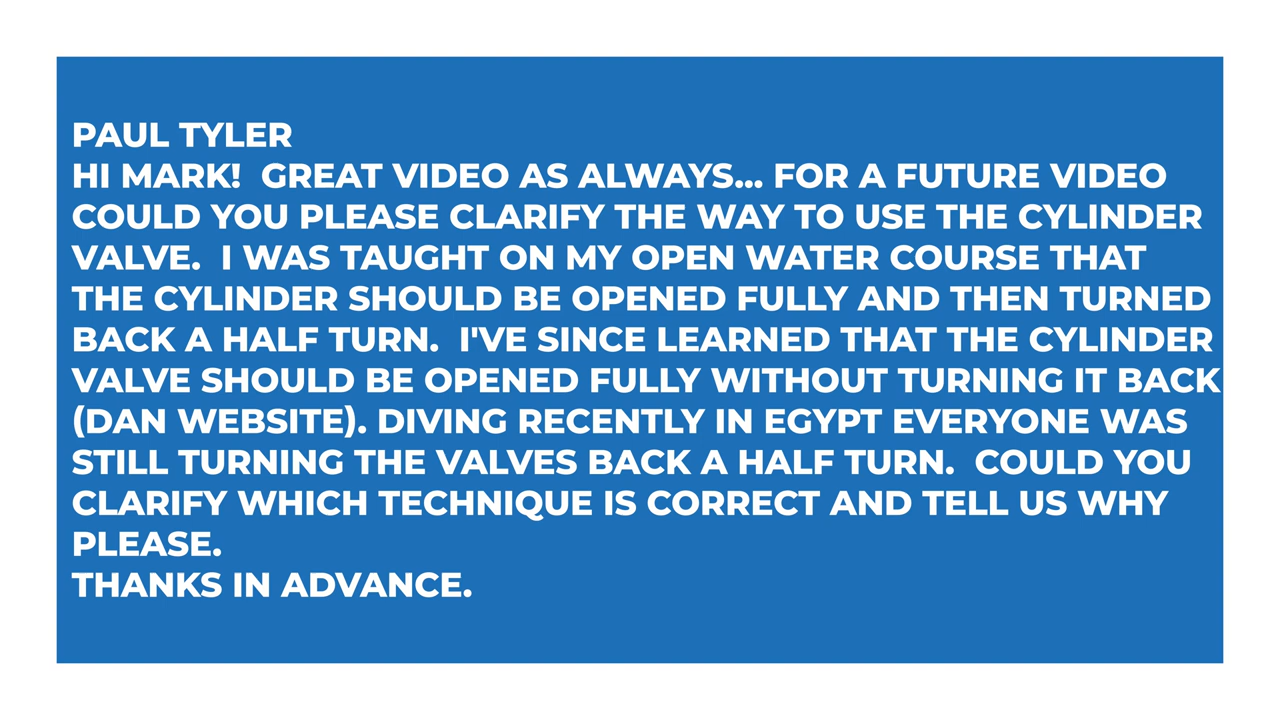 PAUL TYLER
HI MARK!  GREAT VIDEO AS ALWAYS... FOR A FUTURE VIDEO
COULD YOU PLEASE CLARIFY THE WAY TO USE THE CYLINDER
VALVE.  I WAS TAUGHT ON MY OPEN WATER COURSE THAT
THE CYLINDER SHOULD BE OPENED FULLY AND THEN TURNED
BACK A HALF TURN.  I'VE SINCE LEARNED THAT THE CYLINDER
VALVE SHOULD BE OPENED FULLY WITHOUT TURNING IT BACK
(DAN WEBSITE). DIVING RECENTLY IN EGYPT EVERYONE WAS
STILL TURNING THE VALVES BACK A HALF TURN.  COULD YOU
CLARIFY WHICH TECHNIQUE IS CORRECT AND TELL US WHY
PLEASE.
THANKS IN ADVANCE.